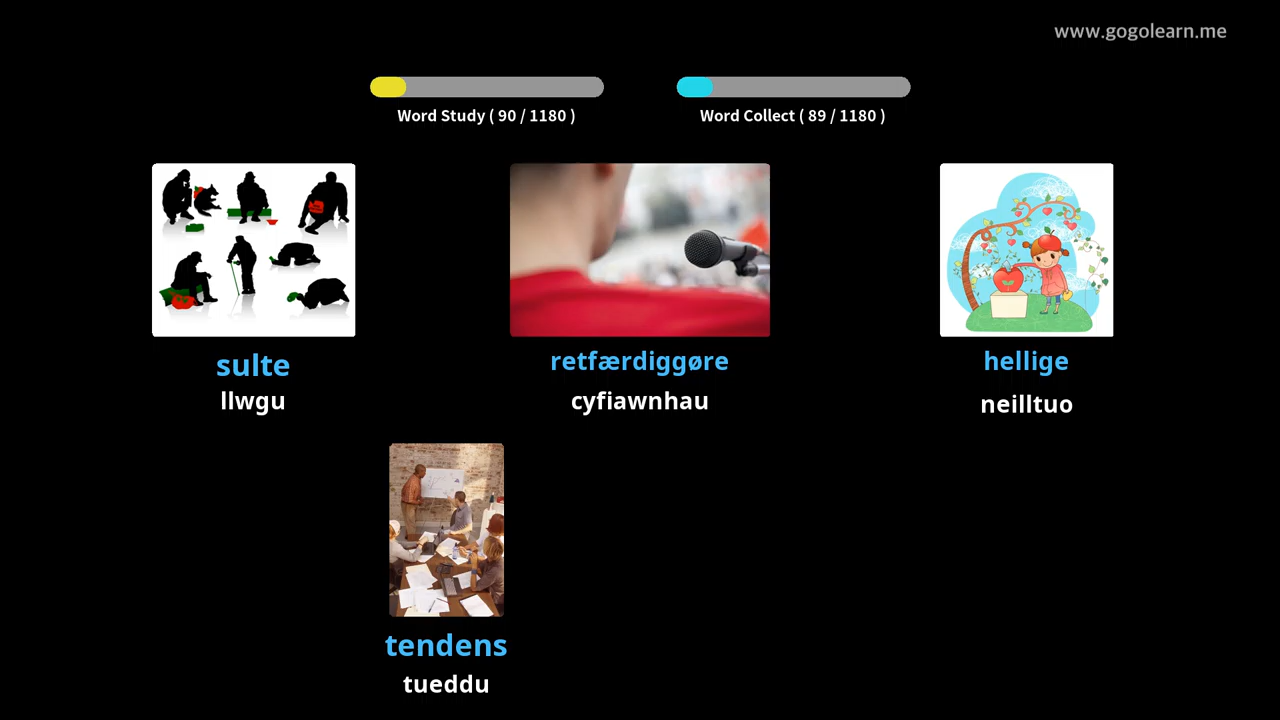 www.gogolearn.me
Word Study ( 90 / 1180 )
Word Collect ( 89 / 1180 )
sulte
llwgu
retfærdiggøre
cyfiawnhau
hellige
neilltuo
tendens
tueddu